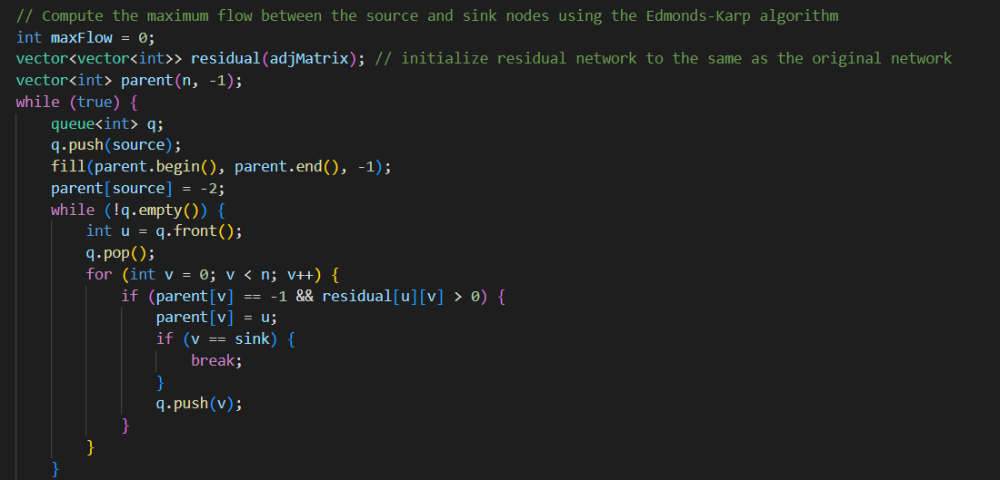 // Compute the maximum flow between the source and sink nodes using the Edmonds-Karp algorithm
int maxFlow = 0;
vector<vector<int>> residual(adjMatrix); // initialize residual network to the same as the original network
vector<int> parent(n, -1);
while (true) {
    queue<int> q;
    q.push(source);
    fill(parent.begin(), parent.end(), -1);
    parent[source] = -2;
    while (!q.empty()) {
        int u = q.front();
        q.pop();
        for (int v = 0; v < n; v++) {
            if (parent[v] == -1 && residual[u][v] > 0) {
                parent[v] = u;
                if (v == sink) {
                    break;
                }
                q.push(v);
            }
        }
    }